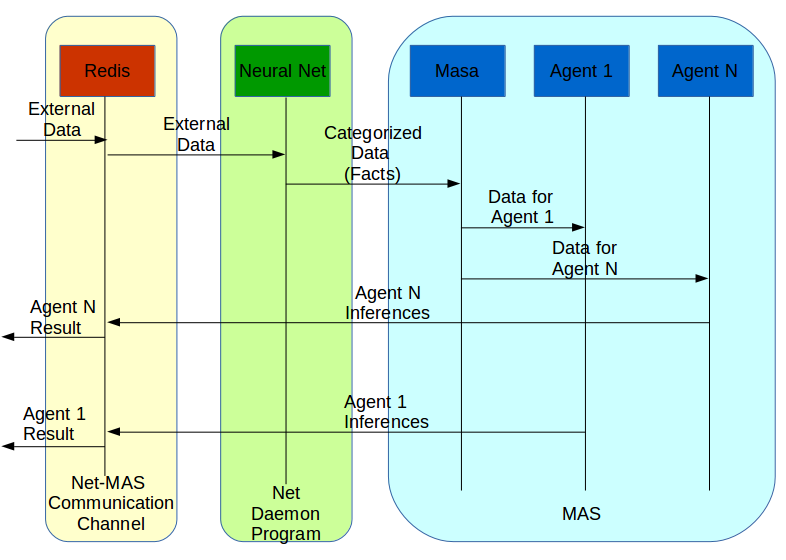 Redis
Neural Net
Masa
Agent 1
Agent N
External
Data
External
Data
Categorized
Data
(Facts)
Data for
Agent 1
Data for
Agent N
Agent N
Inferences
Agent N
Result
Agent 1
Inferences
Agent 1
Result
Net-MAS
Communication
Channel
Net
Daemon
Program
MAS